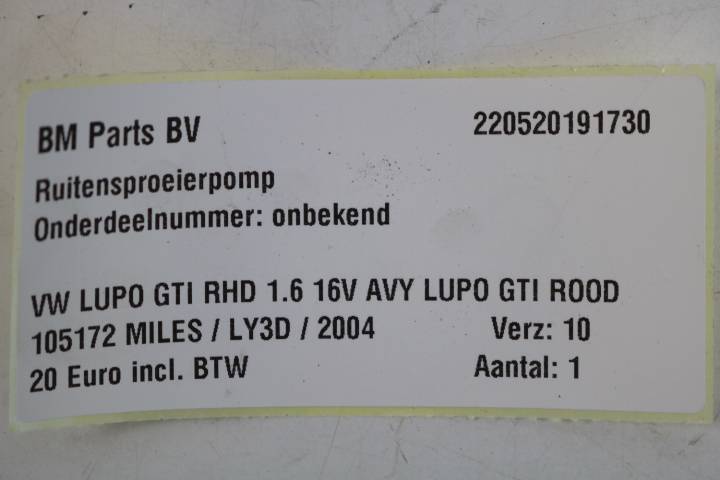 BM Parts BV 220520191730
Ruitensproeierpomp
Onderdeelnummer: onbekend
VW LUPO GTI RHD 1.6 16V AVY LUPO GTI ROOD
105172 MILES / LY3D / 2004 Verz: 10
20 Euro incl. BTW Aantal: 1